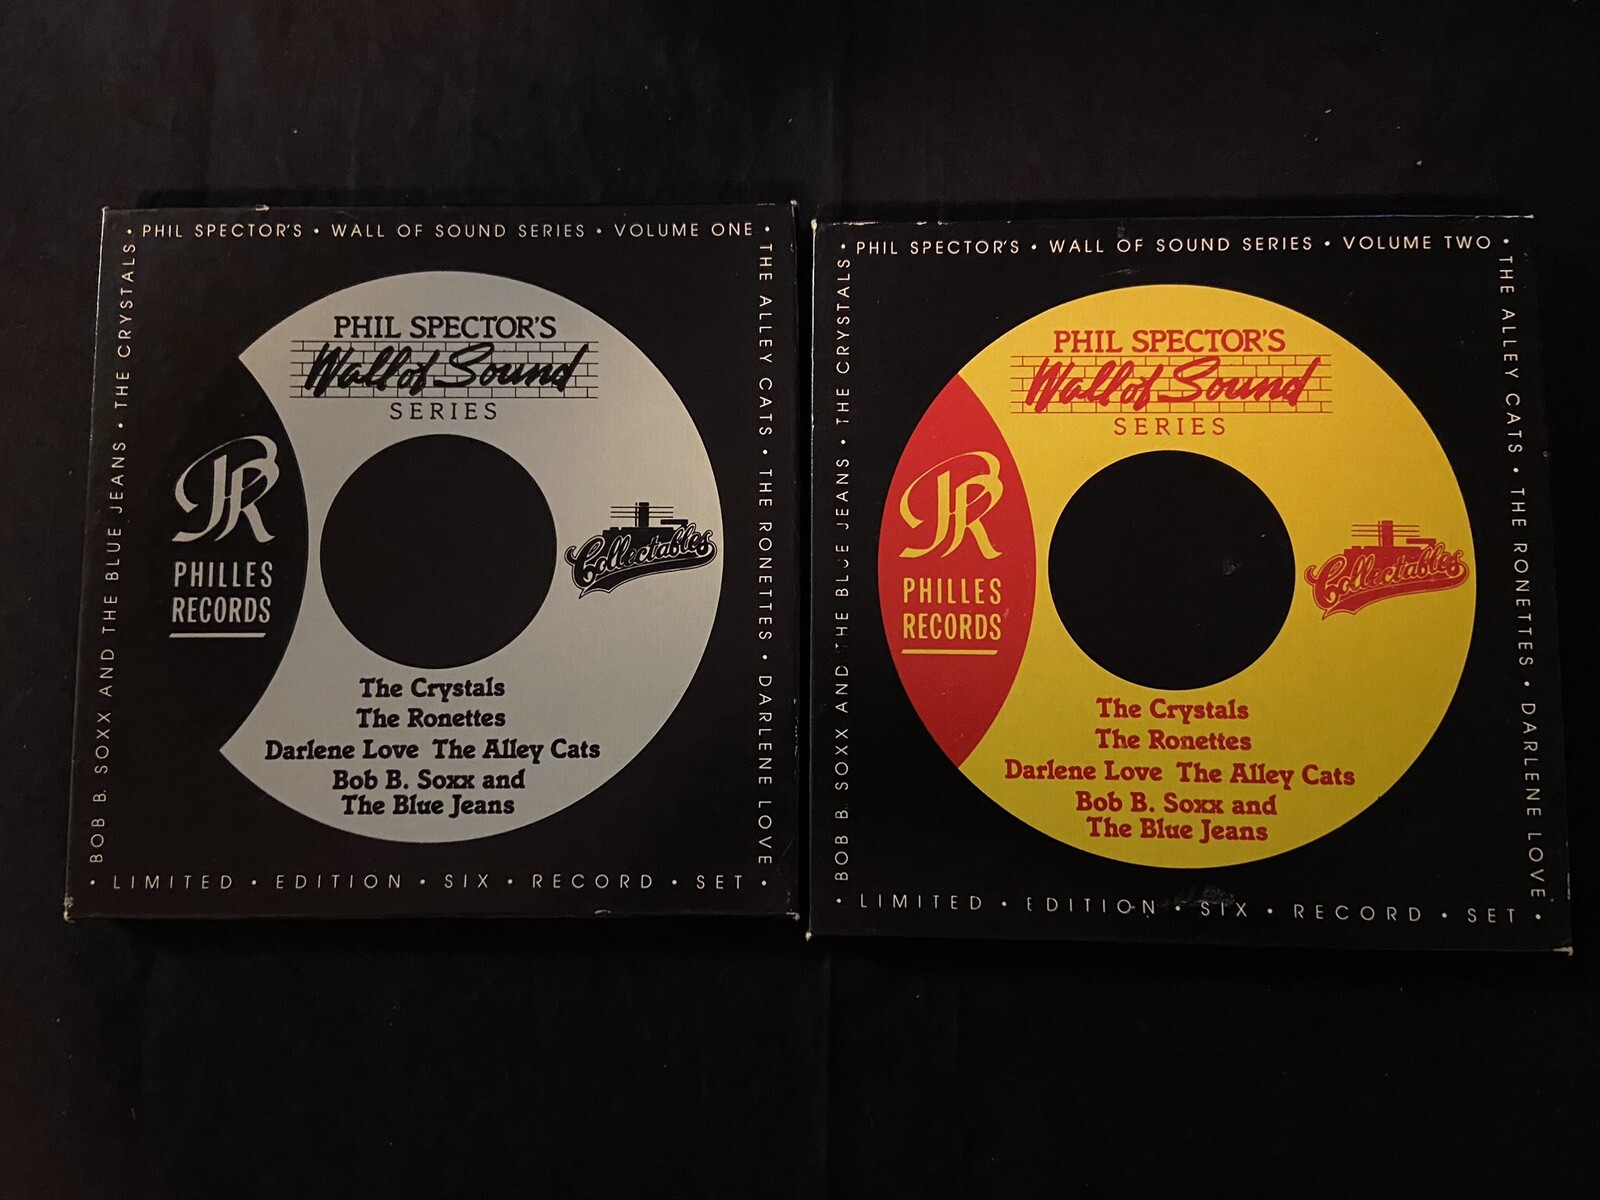 • PHIL SPECTOR'S • WALL OF SOUND SERIES • VOLUME ONE •
THE ALLEY CATS • THE RONETTES • DARLENE LOVE
• LIMITED • EDITION • SIX • RECORD • SET •
BOB B. SOXX AND THE BLUE JEANS • THE CRYSTALS
PHIL SPECTOR'S
Wall of Sound
SERIES
PR
PHILLES
RECORDS
Collectables
The Crystals
The Ronettes
Darlene Love The Alley Cats
Bob B. Soxx and
The Blue Jeans
• PHIL SPECTOR'S • WALL OF SOUND SERIES • VOLUME TWO •
THE ALLEY CATS • THE RONETTES • DARLENE LOVE
• LIMITED • EDITION • SIX • RECORD • SET •
BOB B. SOXX AND THE BLUE JEANS • THE CRYSTALS
PHIL SPECTOR'S
Wall of Sound
SERIES
PR
PHILLES
RECORDS
Collectables
The Crystals
The Ronettes
Darlene Love The Alley Cats
Bob B. Soxx and
The Blue Jeans